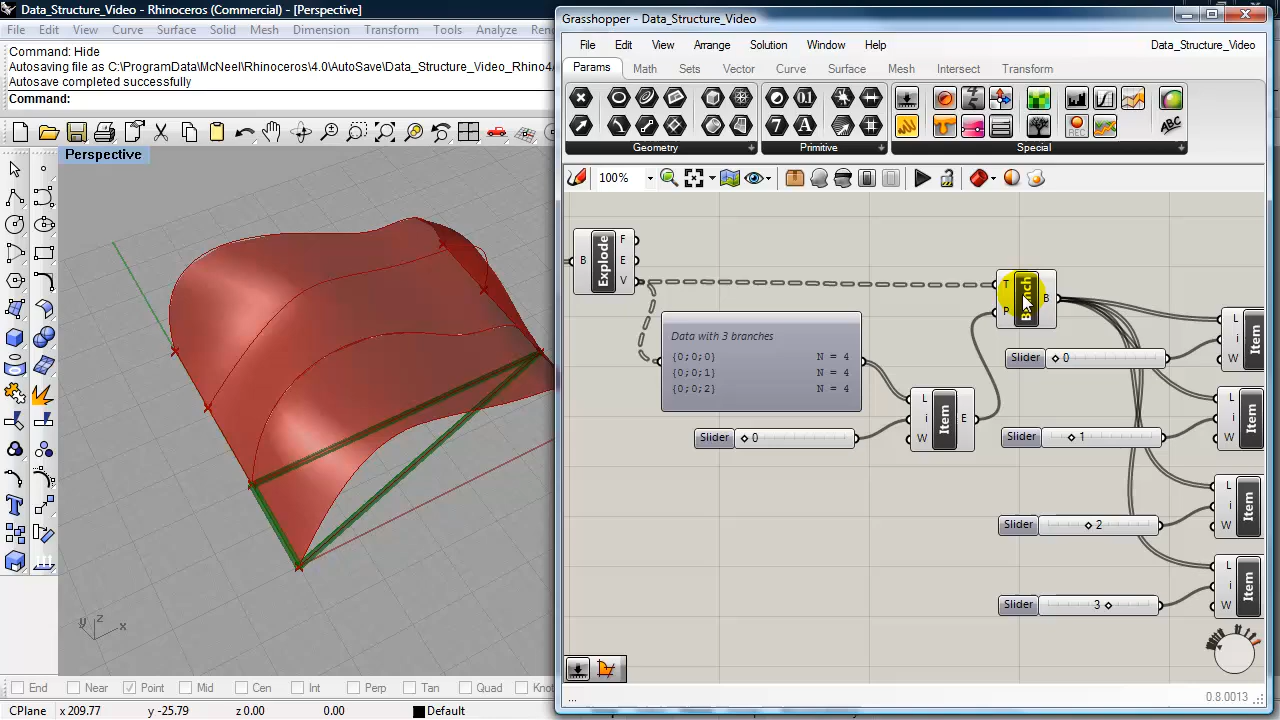 Data_Structure_Video - Rhinoceros (Commercial) - [Perspective]
File Edit View Curve Surface Solid Mesh Dimension Transform Tools Analyze Render
Command: Hide
Autosaving file as C:\ProgramData\McNeel\Rhinoceros\4.0\AutoSave\Data_Structure_Video_Rhino4
Autosave completed successfully
Command:
Perspective
y z x
End Near Point Mid Cen Int Perp Tan Quad Knot
CPlane x 209.77 y -25.79 z 0.00 0.00 Default
Grasshopper - Data_Structure_Video
File Edit View Arrange Solution Window Help Data_Structure_Video
Params Math Sets Vector Curve Surface Mesh Intersect Transform
Geometry Primitive Special
100%
B Explode F E V
Data with 3 branches
{0;0;0} N = 4
{0;0;1} N = 4
{0;0;2} N = 4
Slider 0
L i W Item E
T P Branch B
Slider 0
L i W Item
Slider 1
L i W Item
Slider 2
L i W Item
Slider 3
L i W Item
... 0.8.0013